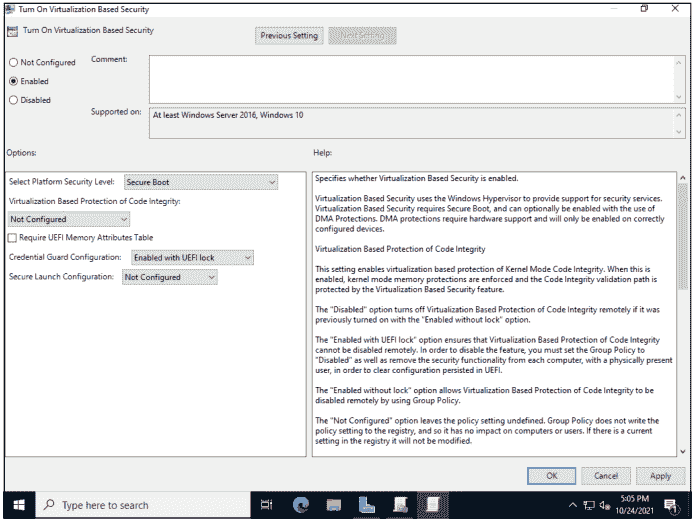 Turn On Virtualization Based Security
Turn On Virtualization Based Security
Previous Setting
Next Setting
Not Configured
Comment:
Enabled
Disabled
Supported on:
At least Windows Server 2016, Windows 10
Options:
Help:
Select Platform Security Level:
Secure Boot
Virtualization Based Protection of Code Integrity:
Not Configured
Require UEFI Memory Attributes Table
Credential Guard Configuration:
Enabled with UEFI lock
Secure Launch Configuration:
Not Configured
Specifies whether Virtualization Based Security is enabled.
Virtualization Based Security uses the Windows Hypervisor to provide support for security services.
Virtualization Based Security requires Secure Boot, and can optionally be enabled with the use of
DMA Protections. DMA protections require hardware support and will only be enabled on correctly
configured devices.
Virtualization Based Protection of Code Integrity
This setting enables virtualization based protection of Kernel Mode Code Integrity. When this is
enabled, kernel mode memory protections are enforced and the Code Integrity validation path is
protected by the Virtualization Based Security feature.
The "Disabled" option turns off Virtualization Based Protection of Code Integrity remotely if it was
previously turned on with the "Enabled without lock" option.
The "Enabled with UEFI lock" option ensures that Virtualization Based Protection of Code Integrity
cannot be disabled remotely. In order to disable the feature, you must set the Group Policy to
"Disabled" as well as remove the security functionality from each computer, with a physically present
user, in order to clear configuration persisted in UEFI.
The "Enabled without lock" option allows Virtualization Based Protection of Code Integrity to be
disabled remotely by using Group Policy.
The "Not Configured" option leaves the policy setting undefined. Group Policy does not write the
policy setting to the registry, and so it has no impact on computers or users. If there is a current
setting in the registry it will not be modified.
OK
Cancel
Apply
Type here to search
5:05 PM
10/24/2021